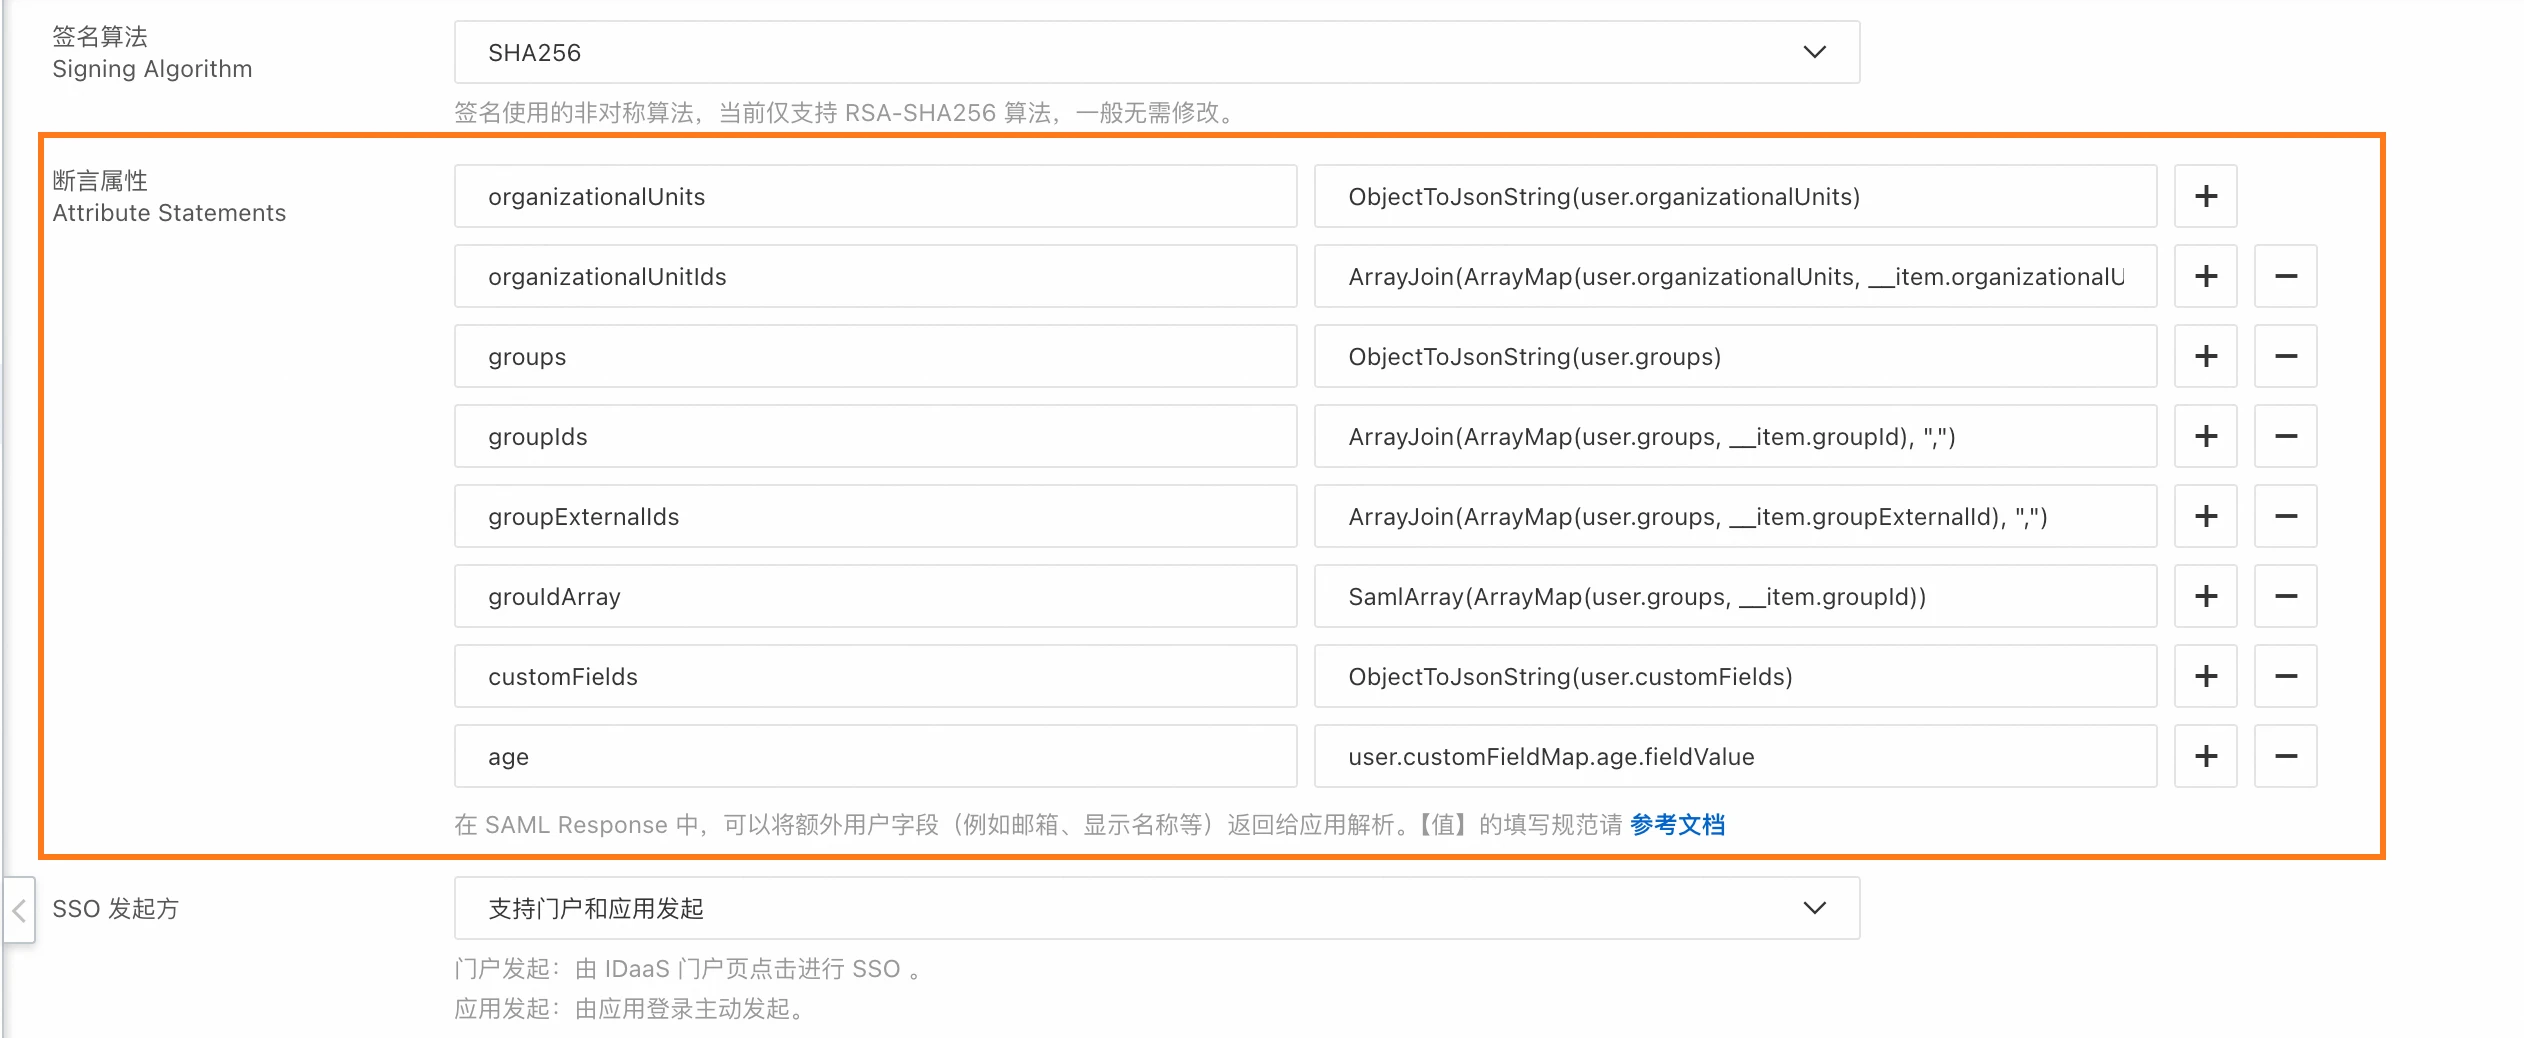 签名算法
Signing Algorithm
SHA256
签名使用的非对称算法，当前仅支持 RSA-SHA256 算法，一般无需修改。
断言属性
Attribute Statements
organizationalUnits
ObjectToJsonString(user.organizationalUnits)
organizationalUnitIds
ArrayJoin(ArrayMap(user.organizationalUnits, __item.organizationalU
groups
ObjectToJsonString(user.groups)
groupIds
ArrayJoin(ArrayMap(user.groups, __item.groupId), ",")
groupExternalIds
ArrayJoin(ArrayMap(user.groups, __item.groupExternalId), ",")
grouIdArray
SamlArray(ArrayMap(user.groups, __item.groupId))
customFields
ObjectToJsonString(user.customFields)
age
user.customFieldMap.age.fieldValue
在 SAML Response 中，可以将额外用户字段（例如邮箱、显示名称等）返回给应用解析。【值】的填写规范请 参考文档
SSO 发起方
支持门户和应用发起
门户发起：由 IDaaS 门户页点击进行 SSO 。
应用发起：由应用登录主动发起。